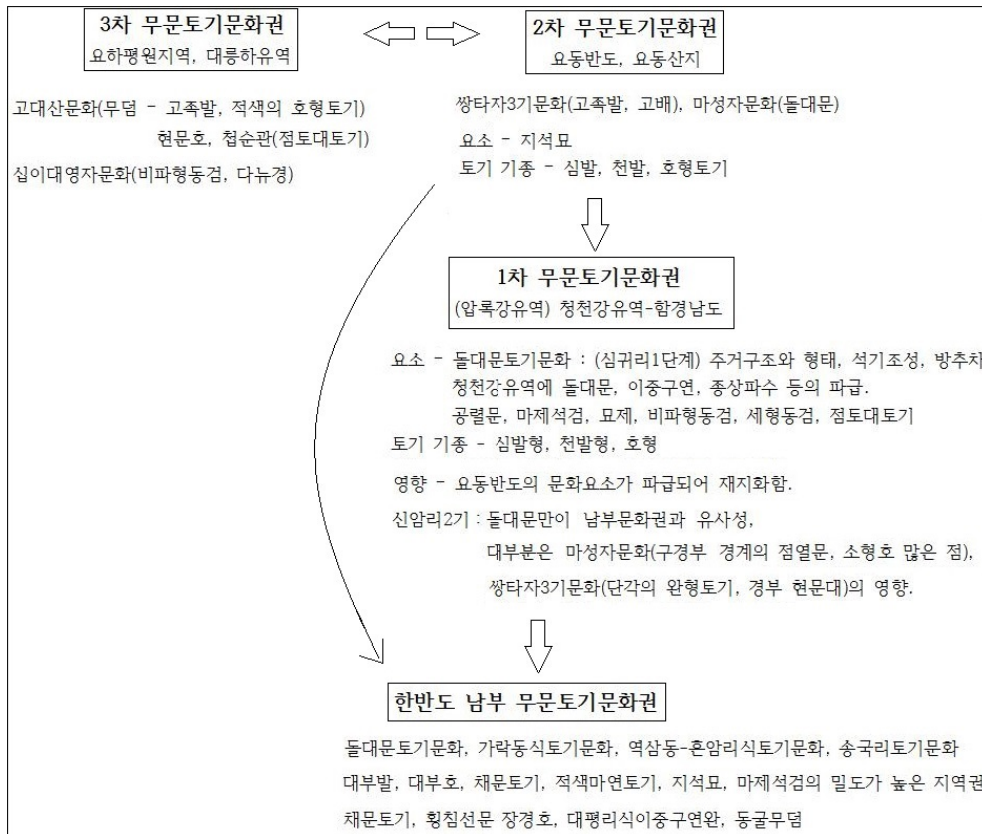 3차 무문토기문화권
요하평원지역, 대릉하유역
2차 무문토기문화권
요동반도, 요동산지
고대산문화(무덤 - 고족발, 적색의 호형토기)
현문호, 첩순관(점토대토기)
십이대영자문화(비파형동검, 다뉴경)
쌍타자3기문화(고족발, 고배), 마성자문화(돌대문)
요소 - 지석묘
토기 기종 - 심발, 천발, 호형토기
1차 무문토기문화권
(압록강유역) 청천강유역-함경남도
요소 - 돌대문토기문화 : (심귀리1단계) 주거구조와 형태, 석기조성, 방추차
청천강유역에 돌대문, 이중구연, 종상파수 등의 파급.
공렬문, 마제석검, 묘제, 비파형동검, 세형동검, 점토대토기
토기 기종 - 심발형, 천발형, 호형
영향 - 요동반도의 문화요소가 파급되어 재지화함.
신암리2기 : 돌대문만이 남부문화권과 유사성,
대부분은 마성자문화(구경부 경계의 점열문, 소형호 많은 점),
쌍타자3기문화(단각의 완형토기, 경부 현문대)의 영향.
한반도 남부 무문토기문화권
돌대문토기문화, 가락동식토기문화, 역삼동-흔암리식토기문화, 송국리토기문화
대부발, 대부호, 채문토기, 적색마연토기, 지석묘, 마제석검의 밀도가 높은 지역권
채문토기, 횡침선문 장경호, 대평리식이중구연완, 동굴무덤